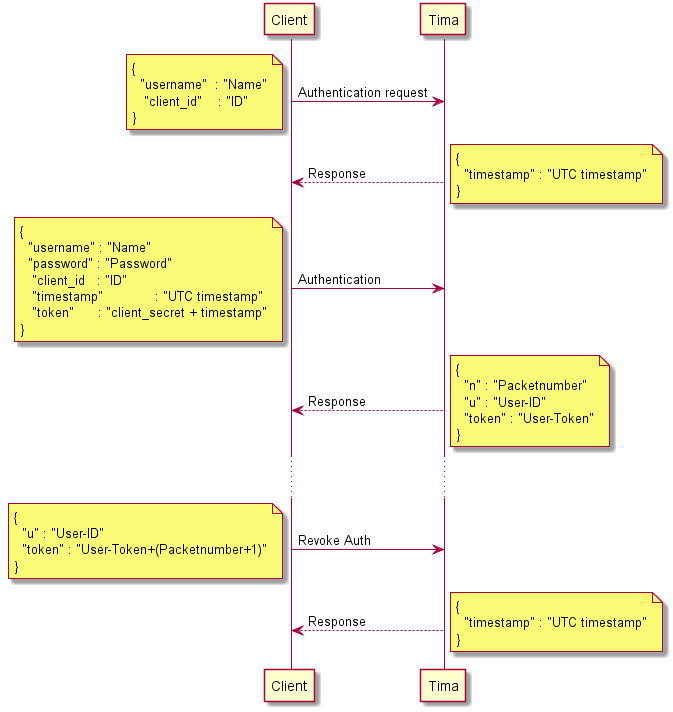 Client
Tima
{
"username" : "Name"
"client_id" : "ID"
}
Authentication request
{
"timestamp" : "UTC timestamp"
}
Response
{
"username" : "Name"
"password" : "Password"
"client_id : "ID"
"timestamp" : "UTC timestamp"
"token" : "client_secret + timestamp"
}
Authentication
{
"n" : "Packetnumber"
"u" : "User-ID"
"token" : "User-Token"
}
Response
{
"u" : "User-ID"
"token" : "User-Token+(Packetnumber+1)"
}
Revoke Auth
{
"timestamp" : "UTC timestamp"
}
Response
Client
Tima